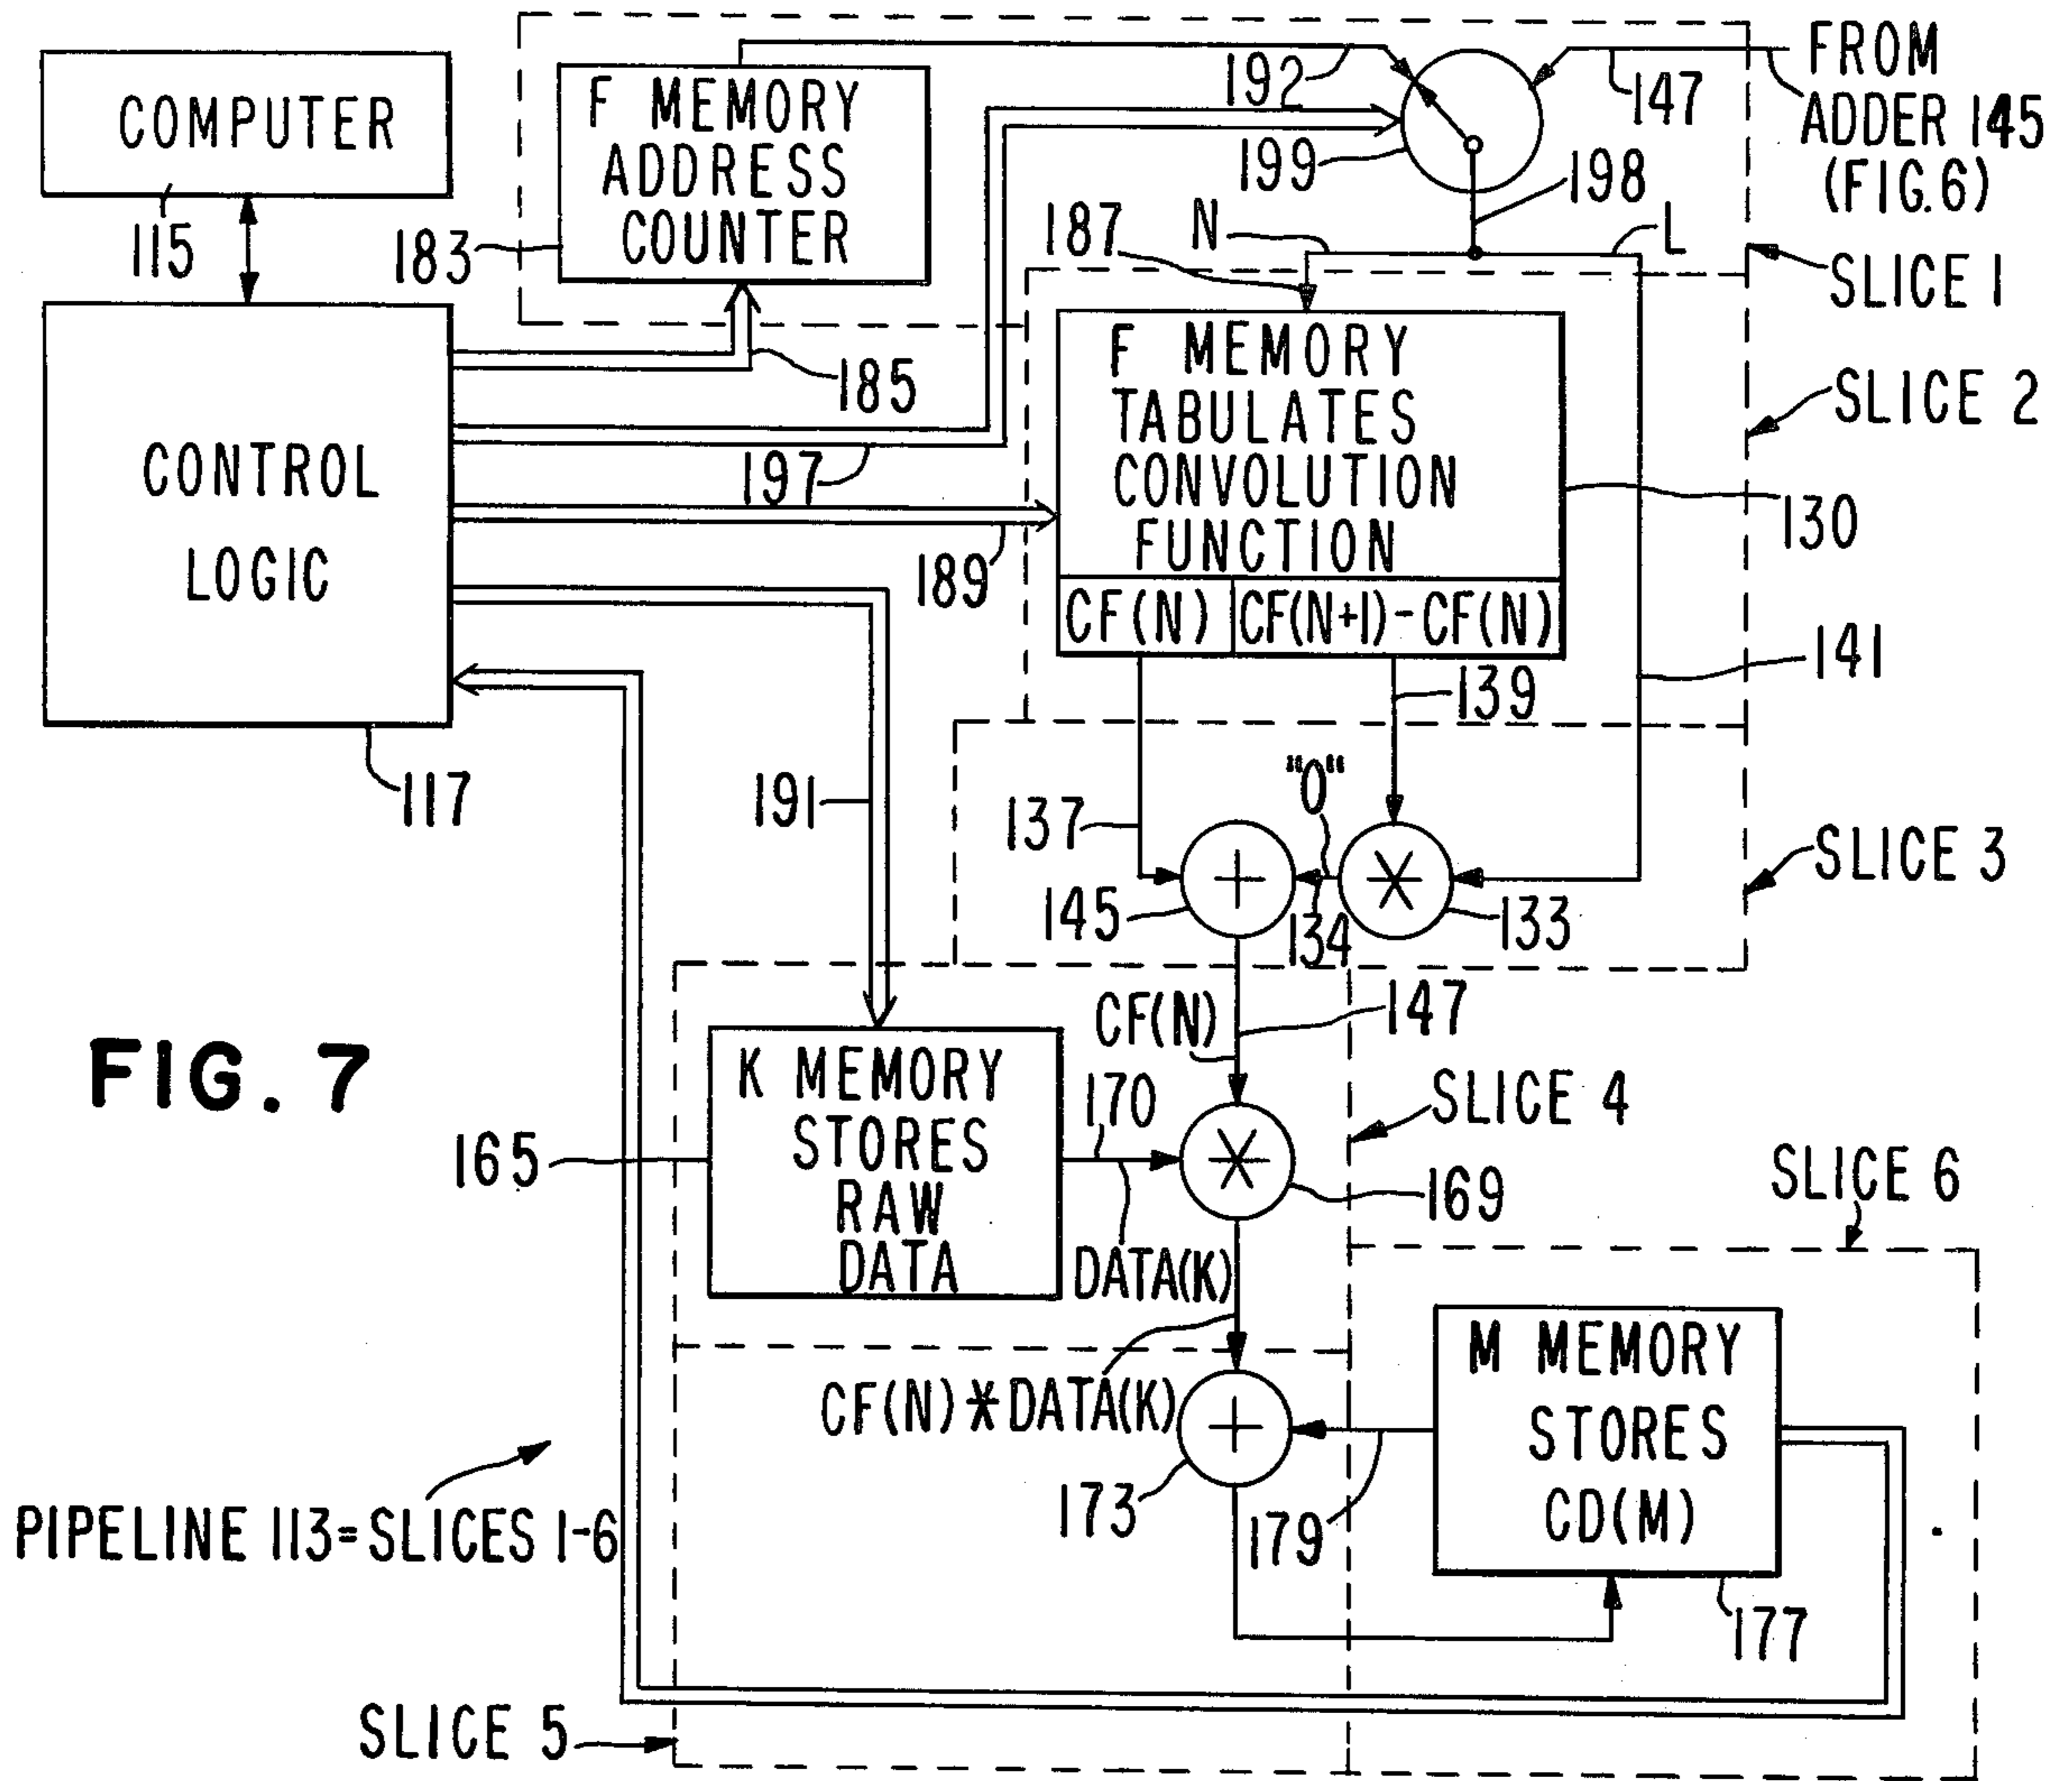 COMPUTER
115
F MEMORY
ADDRESS
COUNTER
183
192
199
147
FROM
ADDER 145
(FIG. 6)
198
187
N
L
SLICE 1
SLICE 2
CONTROL
LOGIC
117
185
197
189
191
F MEMORY
TABULATES
CONVOLUTION
FUNCTION
CF(N)
CF(N+1)-CF(N)
130
141
139
137
"0"
145
134
133
SLICE 3
FIG. 7
CF(N)
147
K MEMORY
STORES
RAW
DATA
165
170
169
SLICE 4
DATA(K)
SLICE 6
CF(N)*DATA(K)
M MEMORY
STORES
CD(M)
173
179
177
PIPELINE 113=SLICES 1-6
SLICE 5